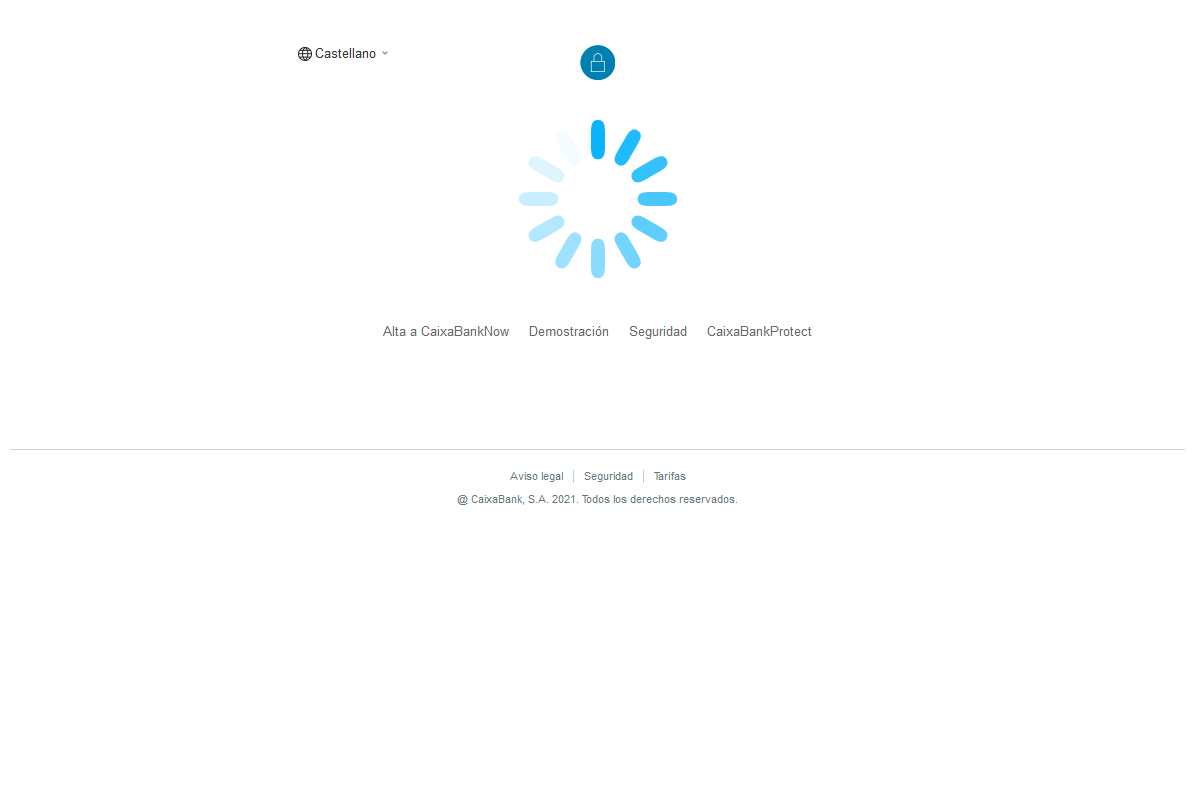 Castellano
Alta a CaixaBankNow Demostración Seguridad CaixaBankProtect
Aviso legal Seguridad Tarifas
@ CaixaBank, S.A. 2021. Todos los derechos reservados.